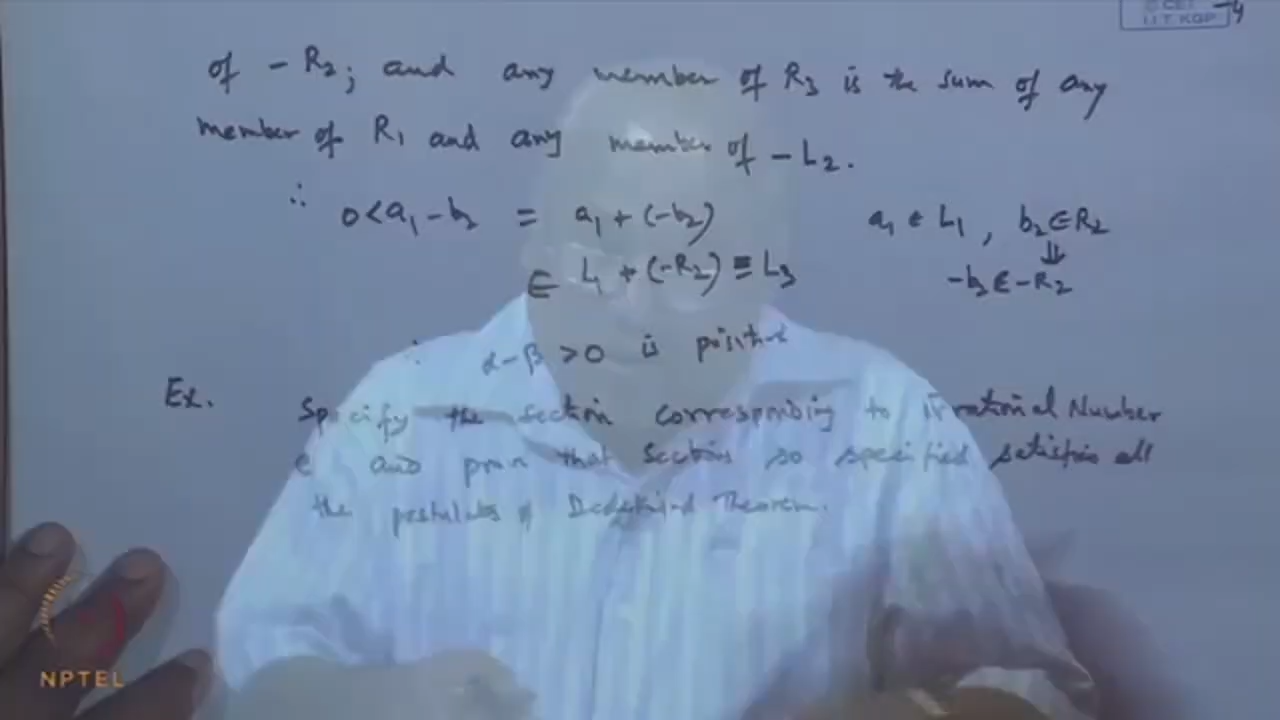 © CET
I.I.T. KGP
-4
of - R₂; and any member of R₃ is the sum of any
member of R₁ and any member of - L₂.
∴ 0 < a₁ - b₂ = a₁ + (-b₂) a₁ ∈ L₁, b₂ ∈ R₂
⇓
∈ L₁ + (-R₂) ≡ L₃ -b₂ ∈ -R₂
∴ α - β > 0 is positive
Ex. Specify the section corresponding to irrational Number
e and prove that section so specified satisfies all
the postulates of Dedekind Theorem.
NPTEL